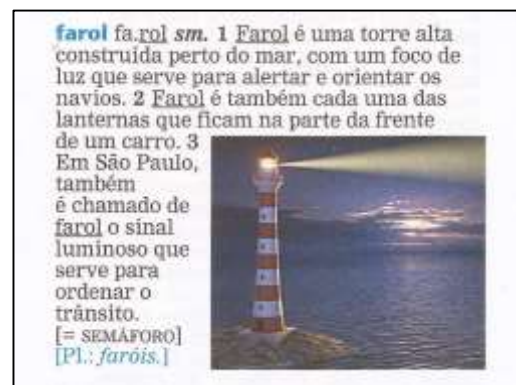 farol fa.rol sm. 1 Farol é uma torre alta
construída perto do mar, com um foco de
luz que serve para alertar e orientar os
navios. 2 Farol é também cada uma das
lanternas que ficam na parte da frente
de um carro. 3
Em São Paulo,
também
é chamado de
farol o sinal
luminoso que
serve para
ordenar o
trânsito.
[= SEMÁFORO]
[Pl.: faróis.]